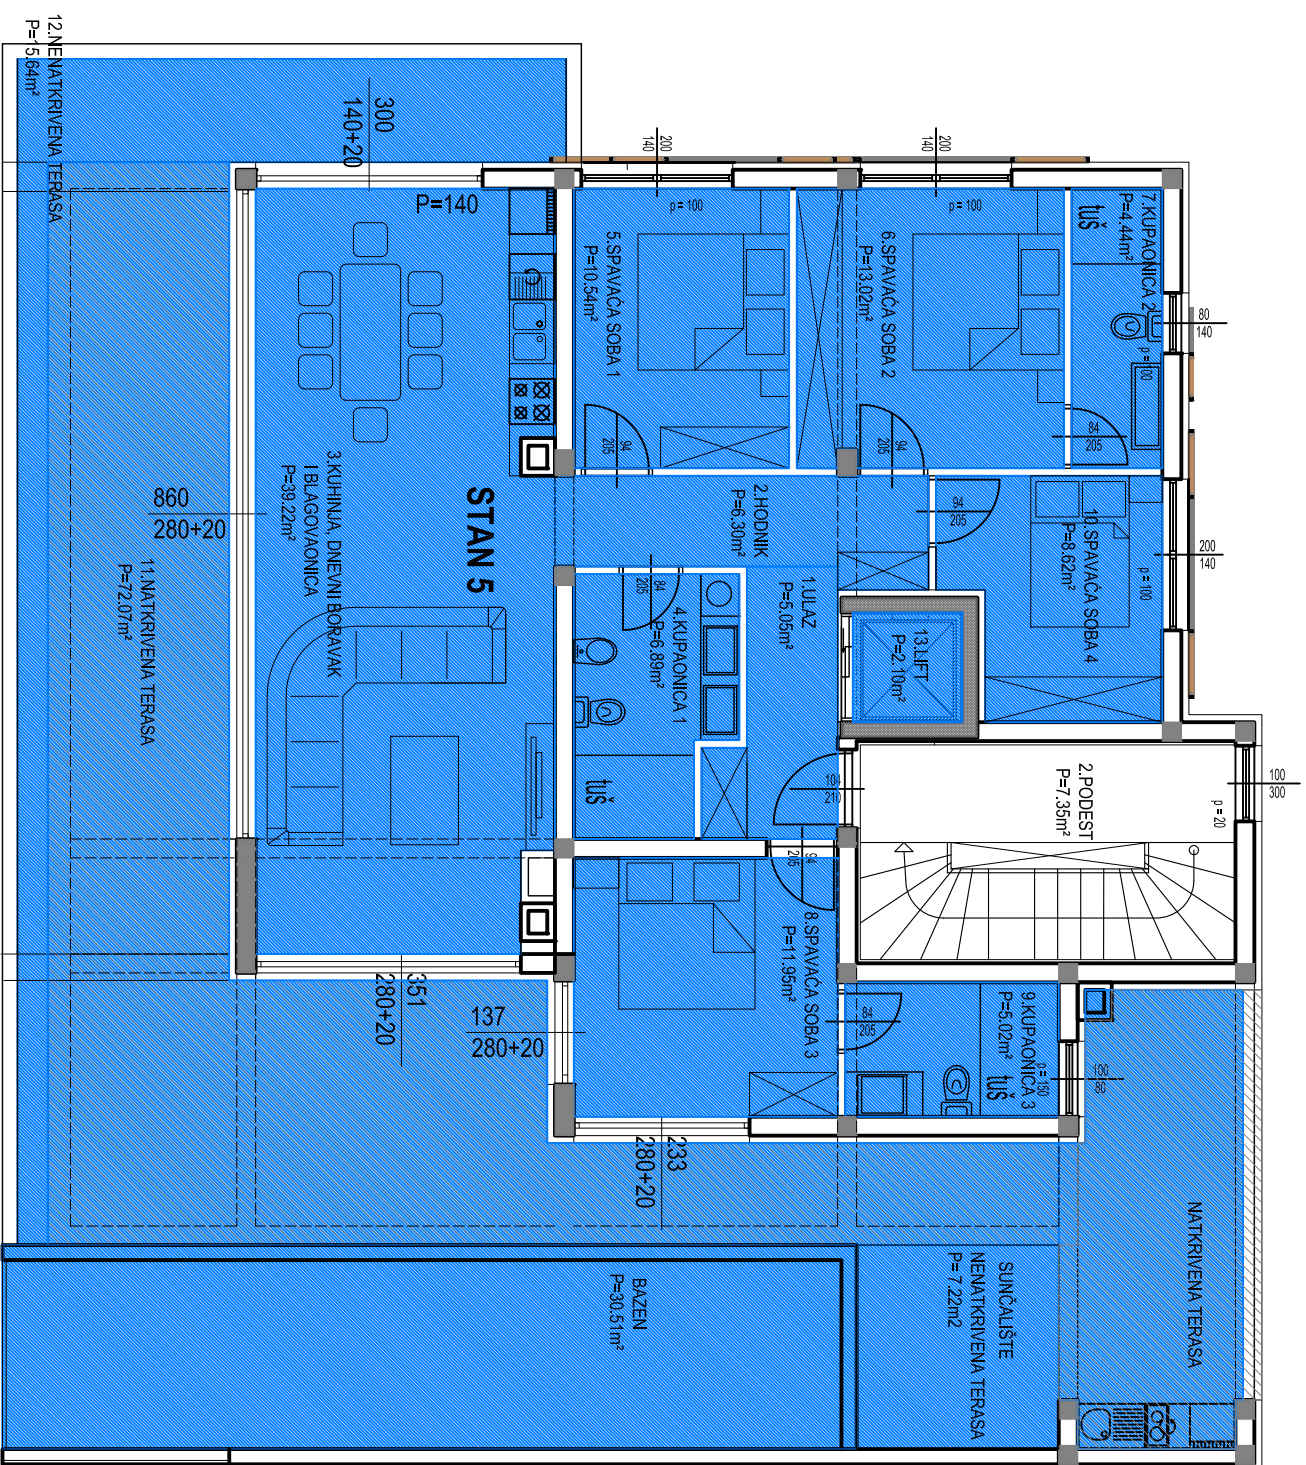 12.NENATKRIVENA TERASA
P=15.64m²
300
140+20
P=140
200
140
p=100
200
140
p=100
7.KUPAONICA 2
P=4.44m²
tuš
80
140
p=100
84
205
5.SPAVAĆA SOBA 1
P=10.54m²
94
205
6.SPAVAĆA SOBA 2
P=13.02m²
94
205
3.KUHINJA, DNEVNI BORAVAK
I BLAGOVAONICA
P=39.22m²
STAN 5
860
280+20
11.NATKRIVENA TERASA
P=72.07m²
2.HODNIK
P=6.30m²
1.ULAZ
P=5.05m²
94
205
10.SPAVAĆA SOBA 4
P=8.62m²
p=100
200
140
84
205
4.KUPAONICA 1
P=6.89m²
tuš
13.LIFT
P=2.10m²
104
210
2.PODEST
P=7.35m²
p=20
100
300
94
205
8.SPAVAĆA SOBA 3
P=11.95m²
84
205
9.KUPAONICA 3
P=5.02m²
tuš
p=150
100
80
351
280+20
137
280+20
233
280+20
NATKRIVENA TERASA
SUNČALIŠTE
NENATKRIVENA TERASA
P= 7.22m2
BAZEN
P=30.51m²